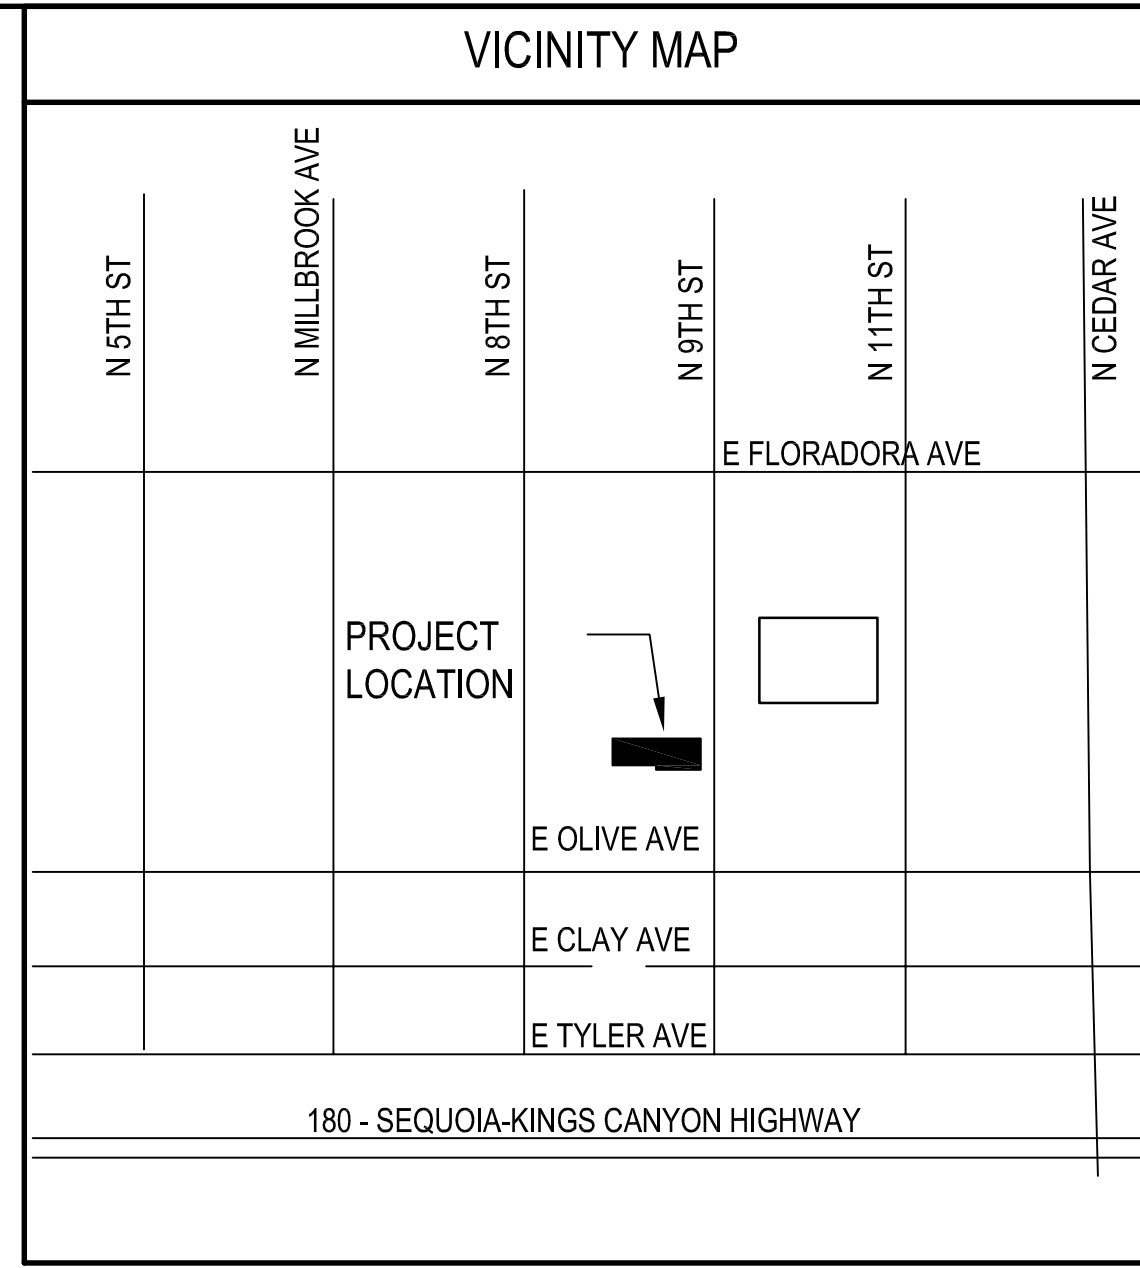 VICINITY MAP
N 5TH ST
N MILLBROOK AVE
N 8TH ST
N 9TH ST
N 11TH ST
N CEDAR AVE
E FLORADORA AVE
PROJECT
LOCATION
E OLIVE AVE
E CLAY AVE
E TYLER AVE
180 - SEQUOIA-KINGS CANYON HIGHWAY